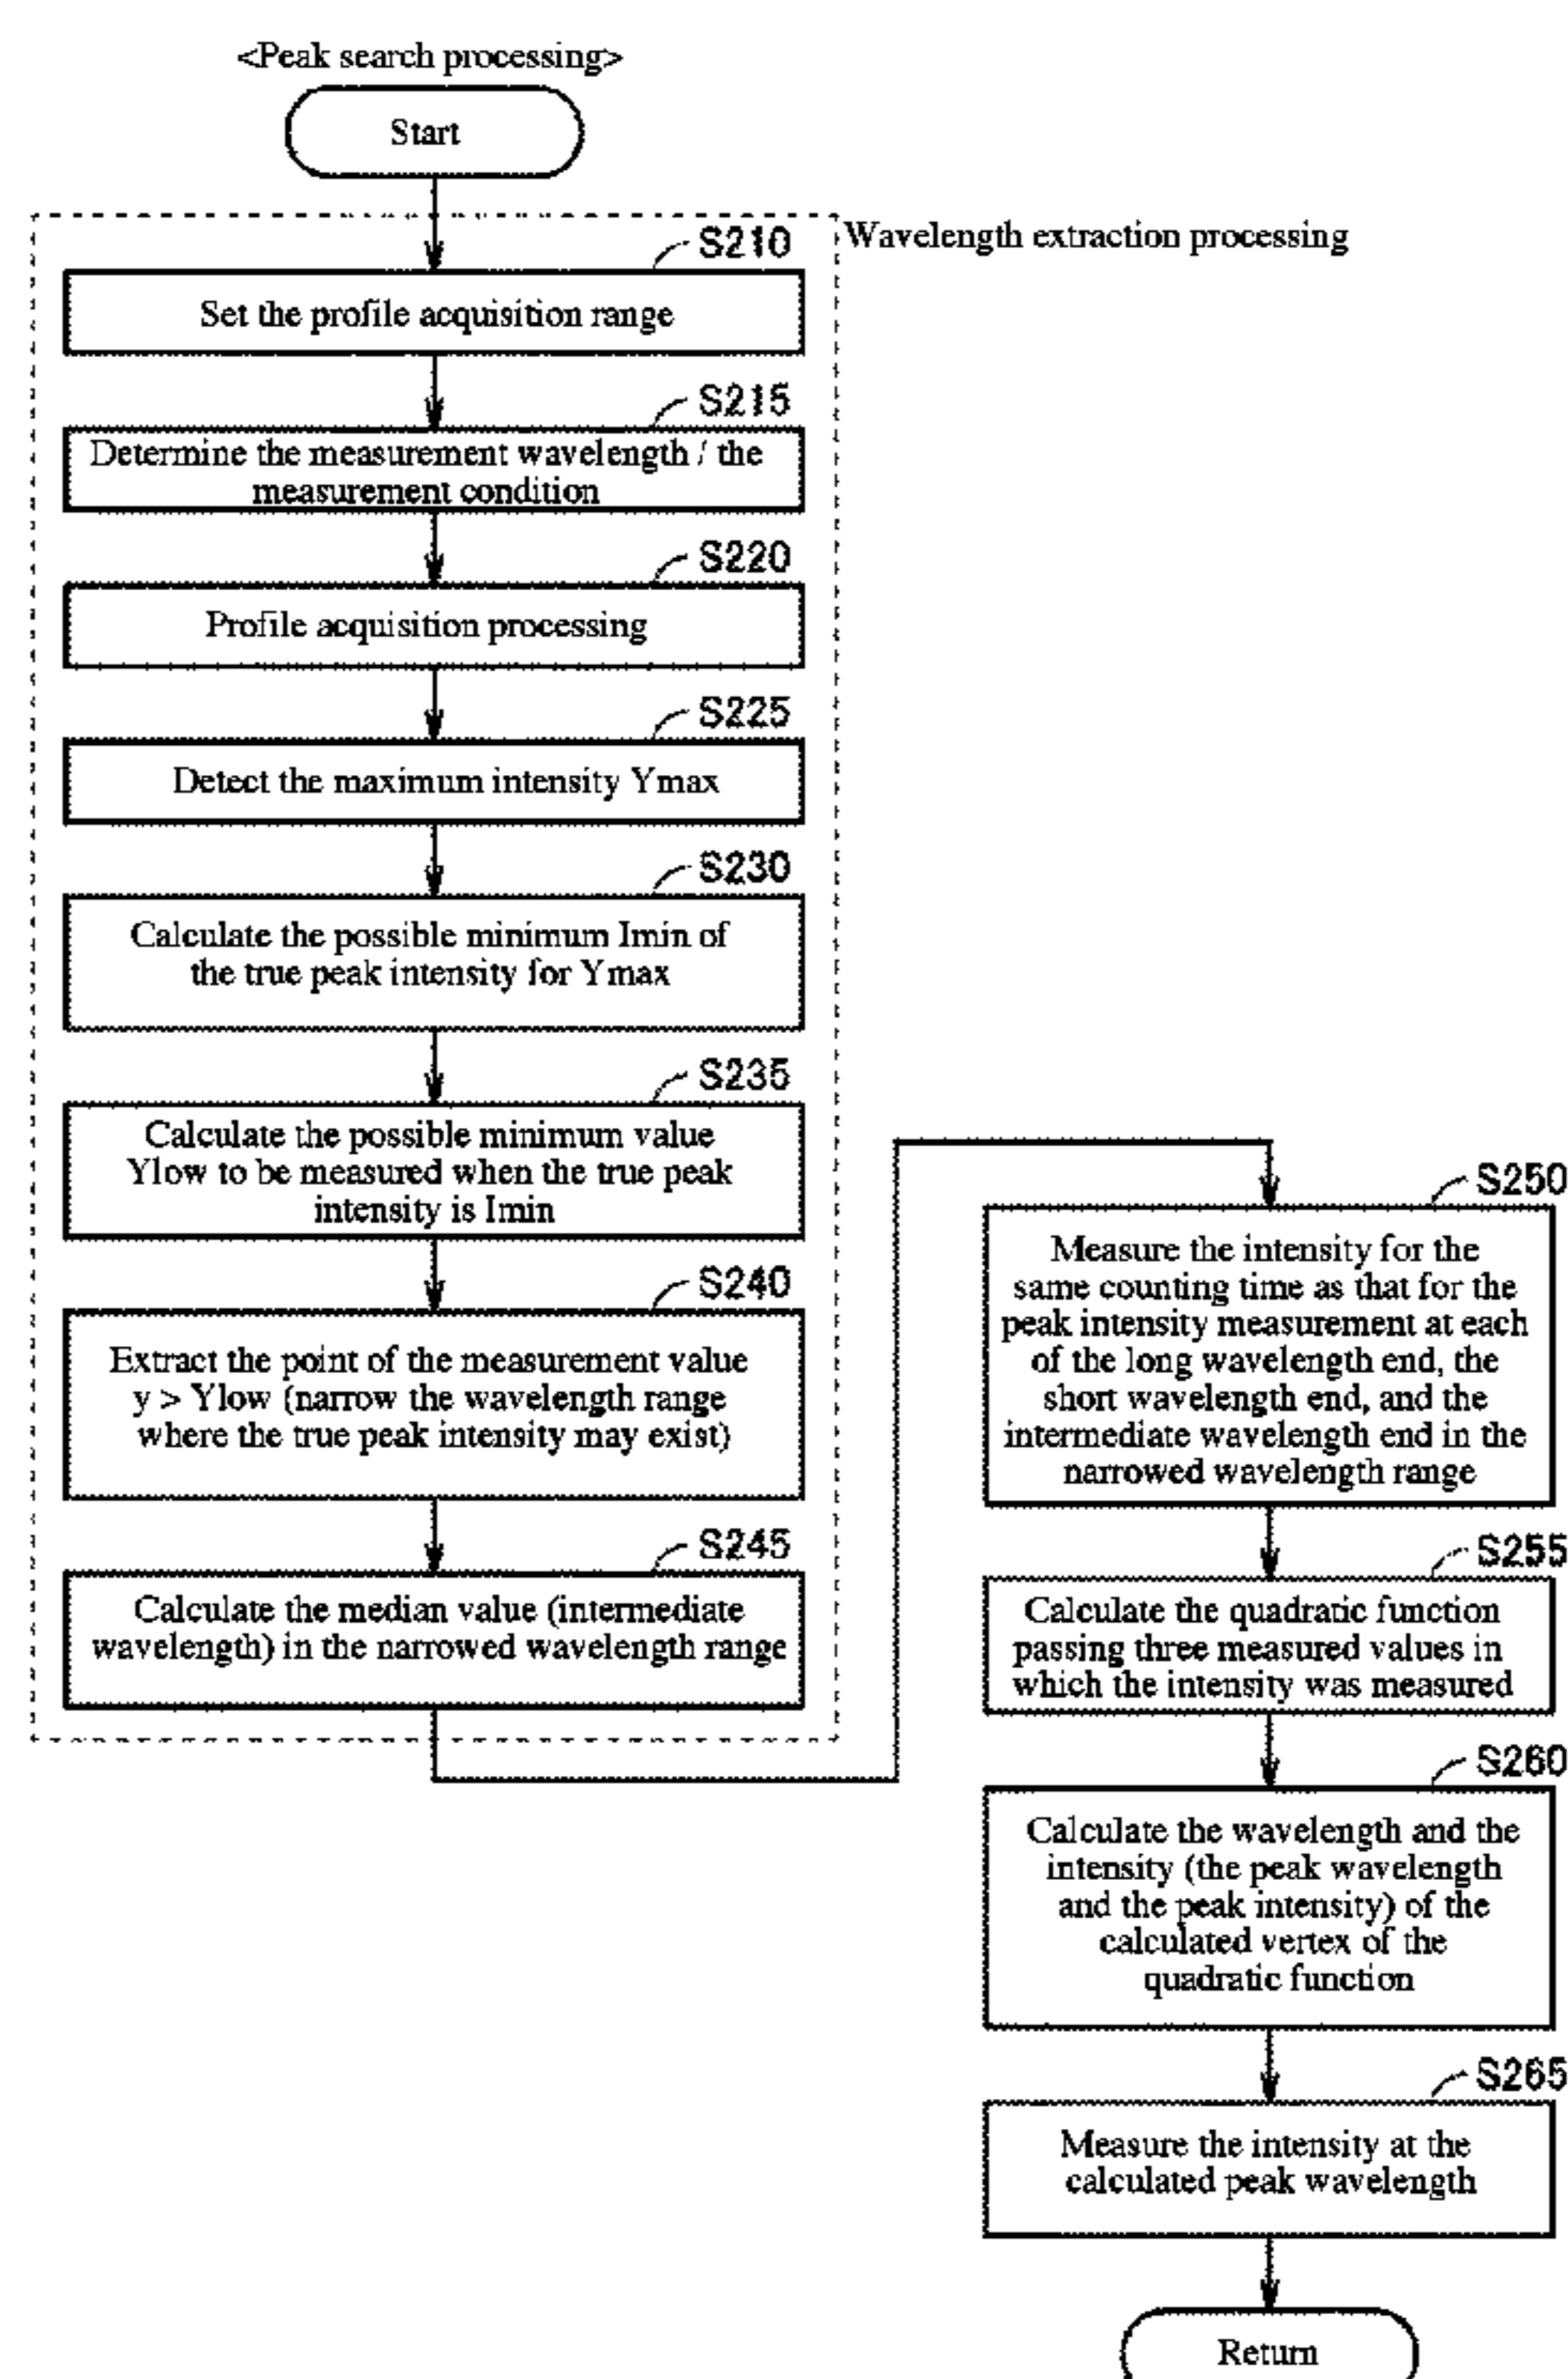 <Peak search processing>
Start
Wavelength extraction processing
S210
Set the profile acquisition range
S215
Determine the measurement wavelength / the
measurement condition
S220
Profile acquisition processing
S225
Detect the maximum intensity Ymax
S230
Calculate the possible minimum Imin of
the true peak intensity for Ymax
S235
Calculate the possible minimum value
Ylow to be measured when the true peak
intensity is Imin
S240
Extract the point of the measurement value
y > Ylow (narrow the wavelength range
where the true peak intensity may exist)
S245
Calculate the median value (intermediate
wavelength) in the narrowed wavelength range
S250
Measure the intensity for the
same counting time as that for the
peak intensity measurement at each
of the long wavelength end, the
short wavelength end, and the
intermediate wavelength end in the
narrowed wavelength range
S255
Calculate the quadratic function
passing three measured values in
which the intensity was measured
S260
Calculate the wavelength and the
intensity (the peak wavelength
and the peak intensity) of the
calculated vertex of the
quadratic function
S265
Measure the intensity at the
calculated peak wavelength
Return